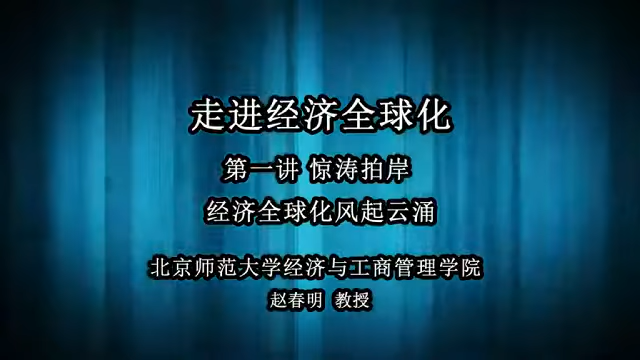 走进经济全球化
第一讲 惊涛拍岸
经济全球化风起云涌
北京师范大学经济与工商管理学院
赵春明 教授